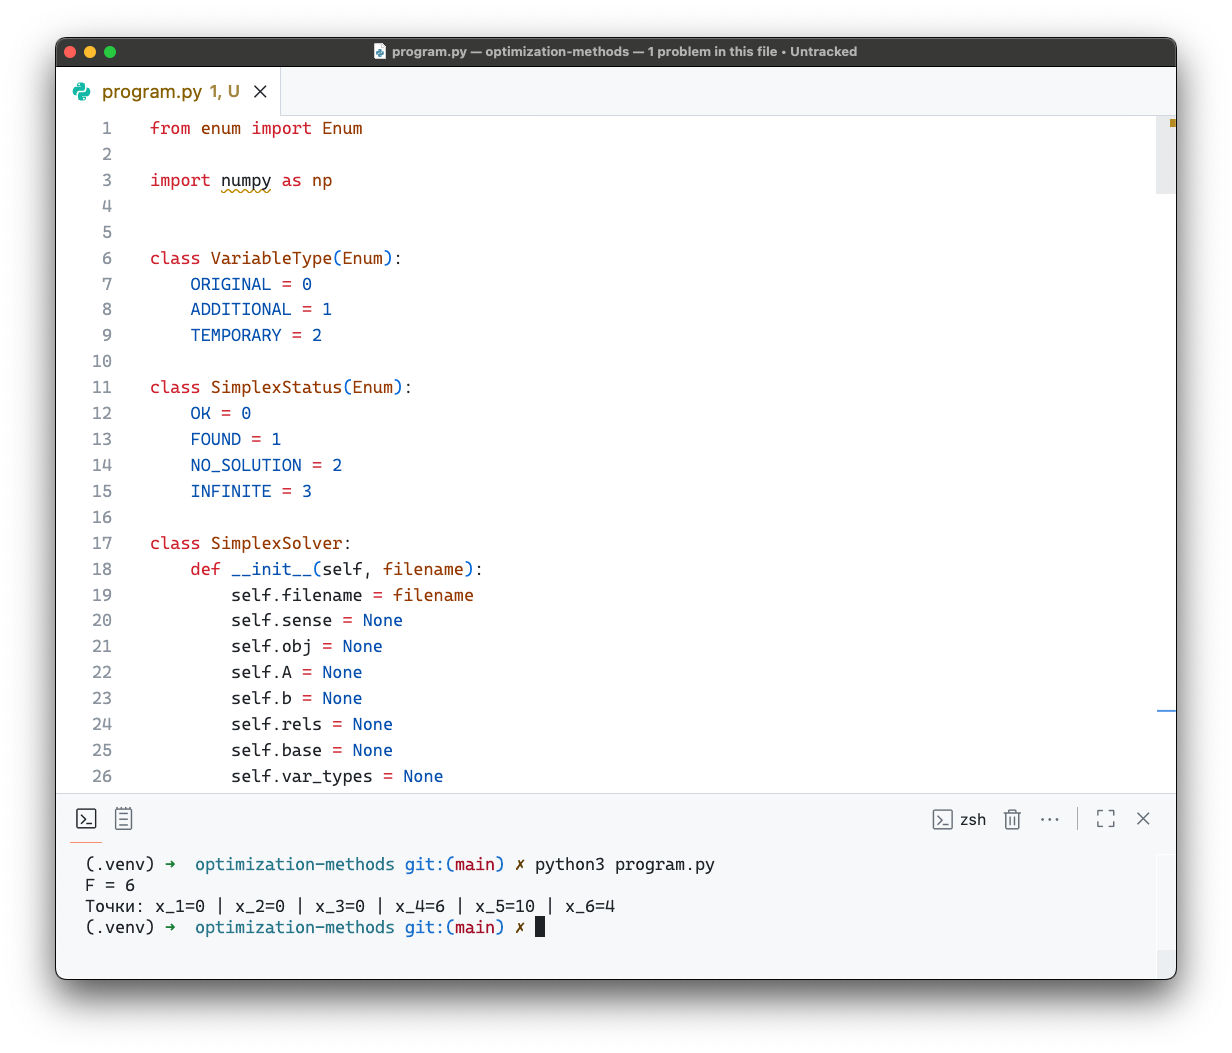 program.py — optimization-methods — 1 problem in this file • Untracked
program.py 1, U
1 from enum import Enum
2
3 import numpy as np
4
5
6 class VariableType(Enum):
7 ORIGINAL = 0
8 ADDITIONAL = 1
9 TEMPORARY = 2
10
11 class SimplexStatus(Enum):
12 OK = 0
13 FOUND = 1
14 NO_SOLUTION = 2
15 INFINITE = 3
16
17 class SimplexSolver:
18 def __init__(self, filename):
19 self.filename = filename
20 self.sense = None
21 self.obj = None
22 self.A = None
23 self.b = None
24 self.rels = None
25 self.base = None
26 self.var_types = None
zsh
(.venv) ➜ optimization-methods git:(main) ✗ python3 program.py
F = 6
Точки: x_1=0 | x_2=0 | x_3=0 | x_4=6 | x_5=10 | x_6=4
(.venv) ➜ optimization-methods git:(main) ✗